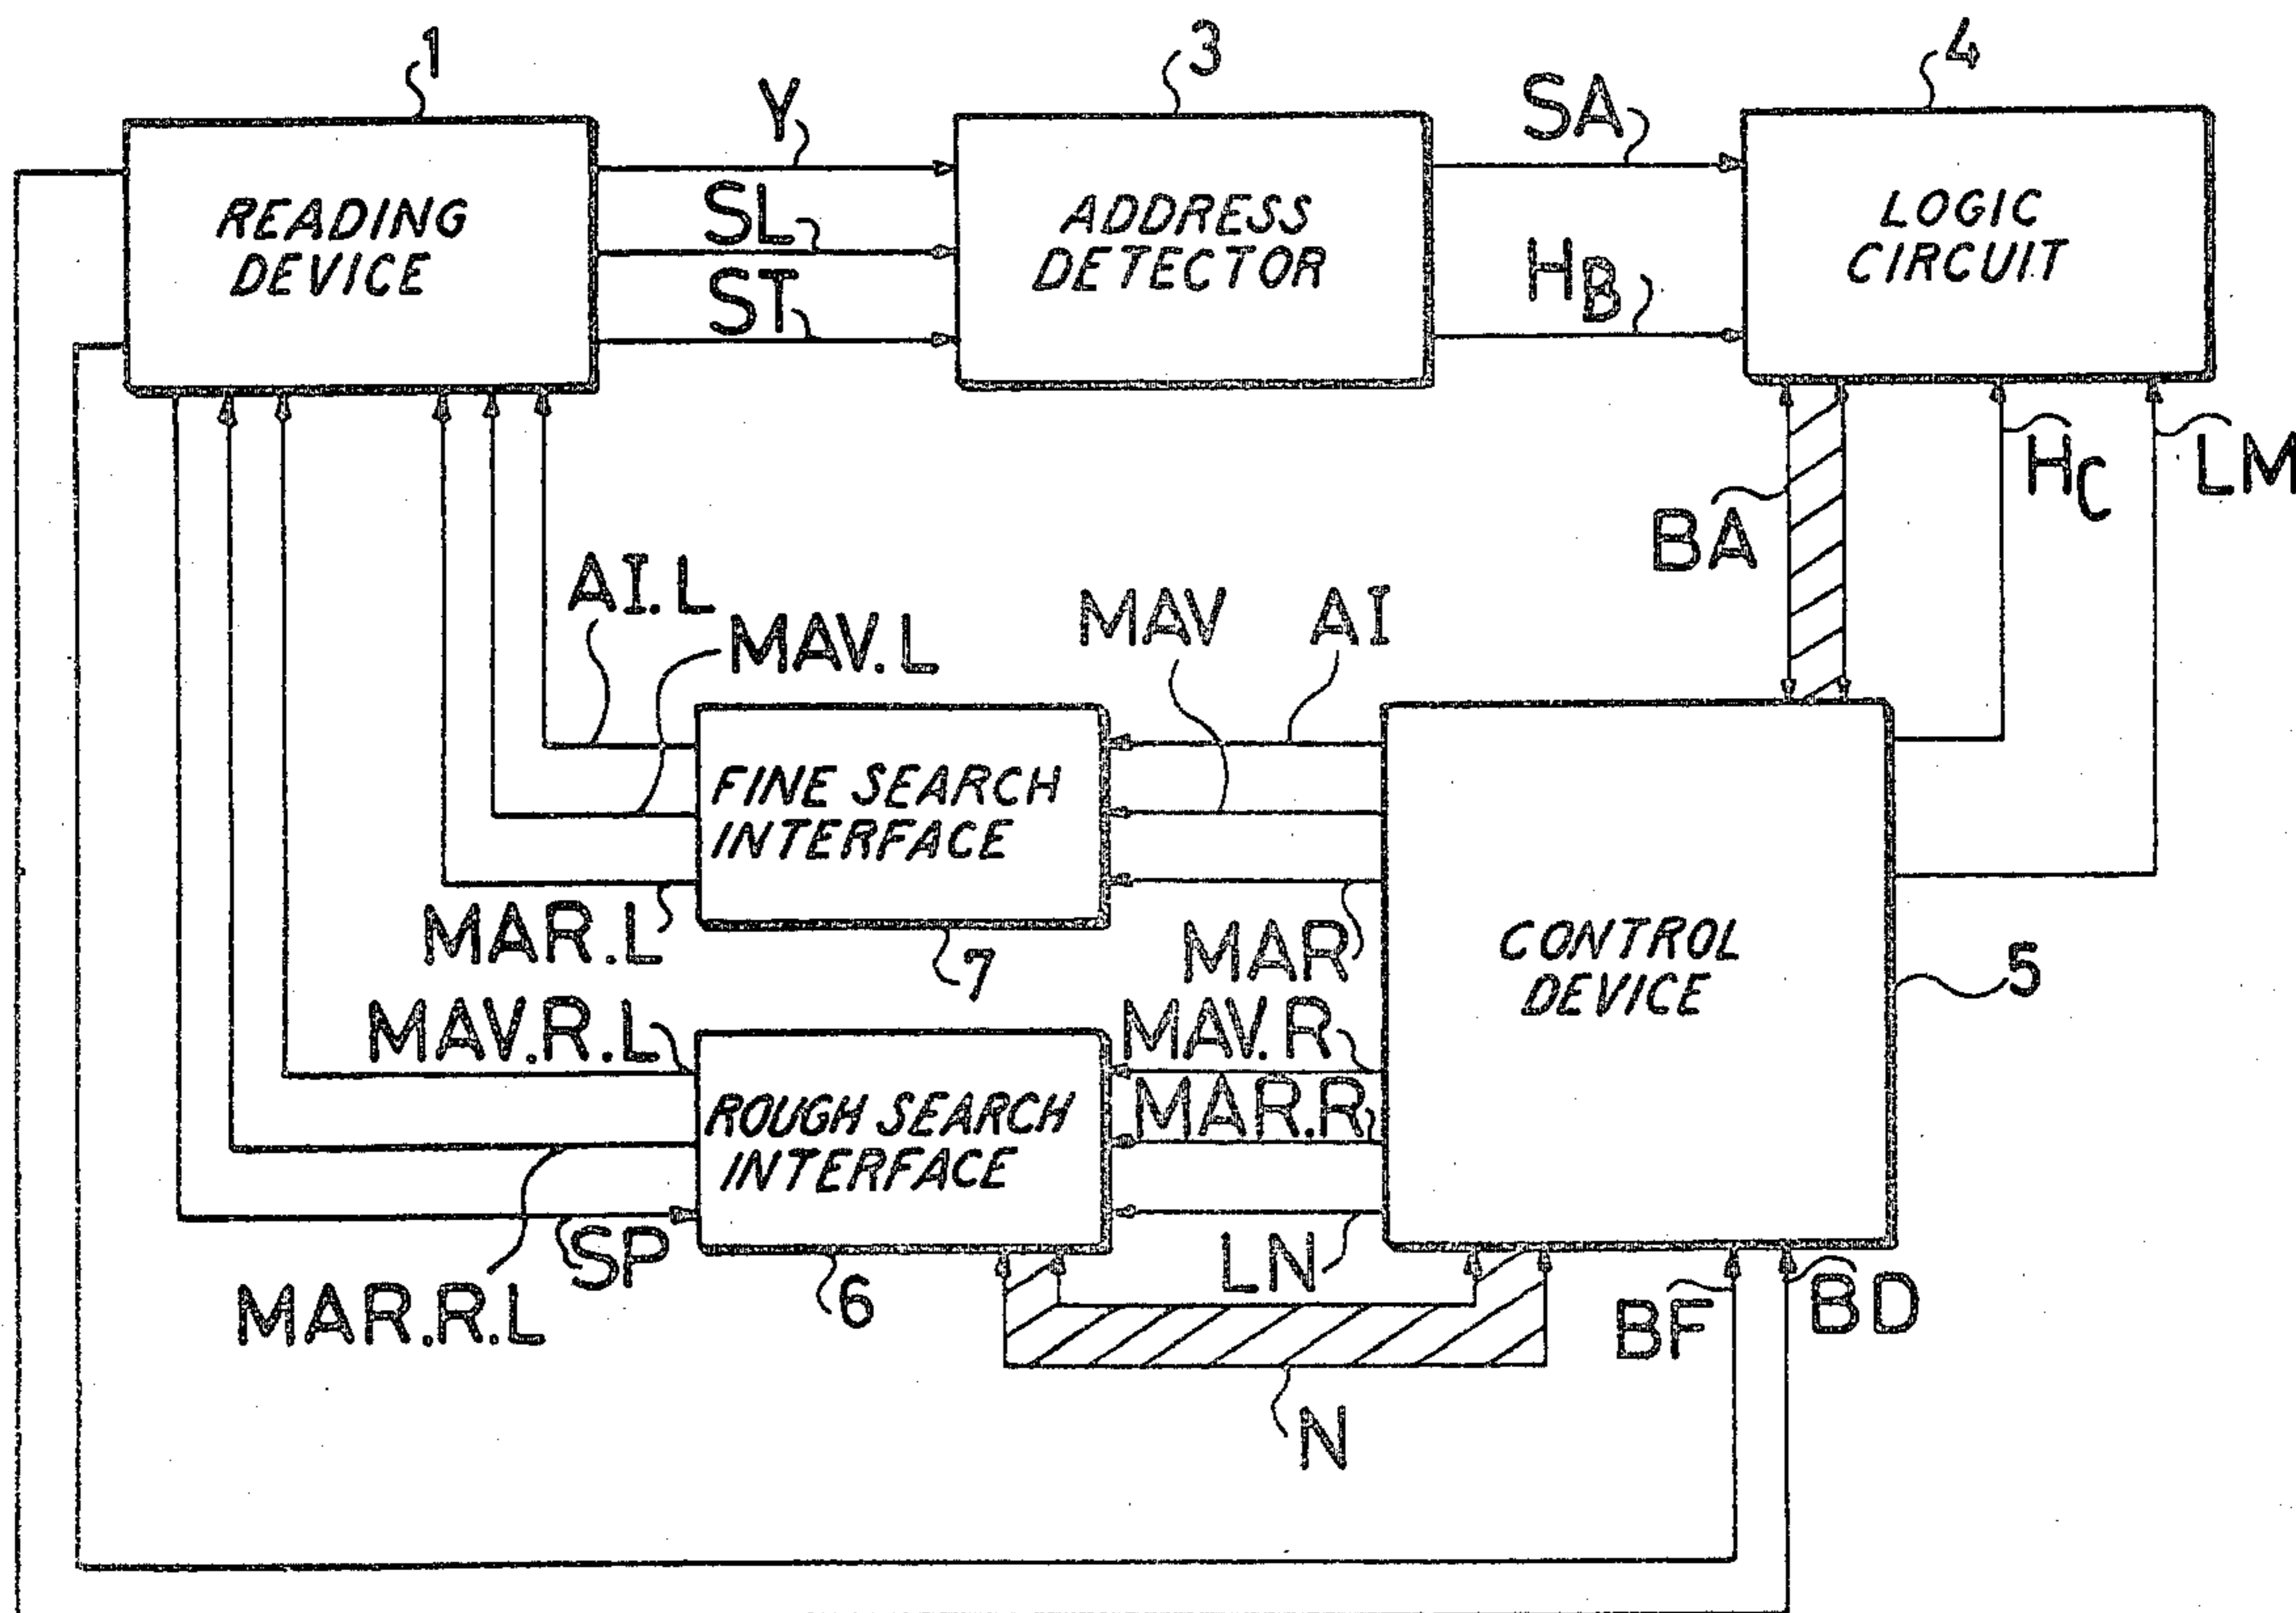 1
3
4
Y
SA
READING
DEVICE
SL
ADDRESS
DETECTOR
LOGIC
CIRCUIT
ST
HB
HC
LM
BA
AI.L
MAV.L
MAV
AI
FINE SEARCH
INTERFACE
MAR.L
7
MAR
CONTROL
DEVICE
5
MAV.R.L
MAV.R
MAR.R
ROUGH SEARCH
INTERFACE
SP
MAR.R.L
6
LN
BF
BD
N